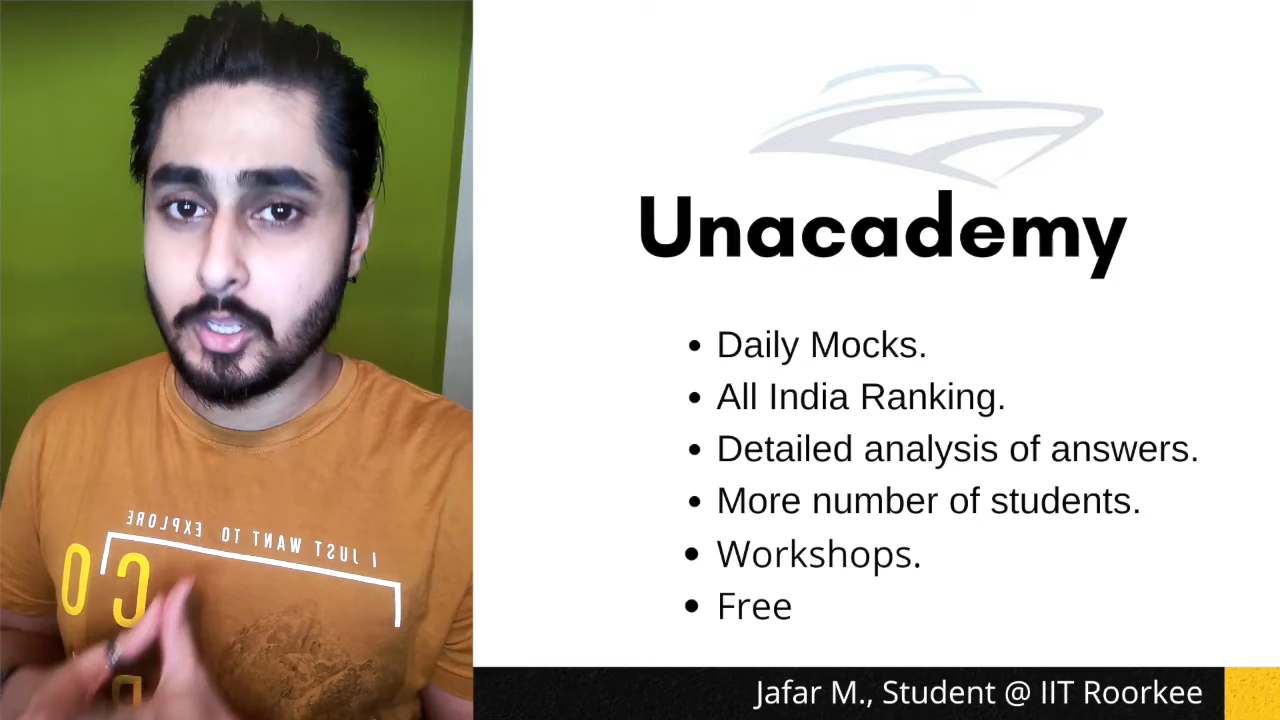 I JUST WANT TO EXPLORE
Unacademy
• Daily Mocks.
• All India Ranking.
• Detailed analysis of answers.
• More number of students.
• Workshops.
• Free
Jafar M., Student @ IIT Roorkee